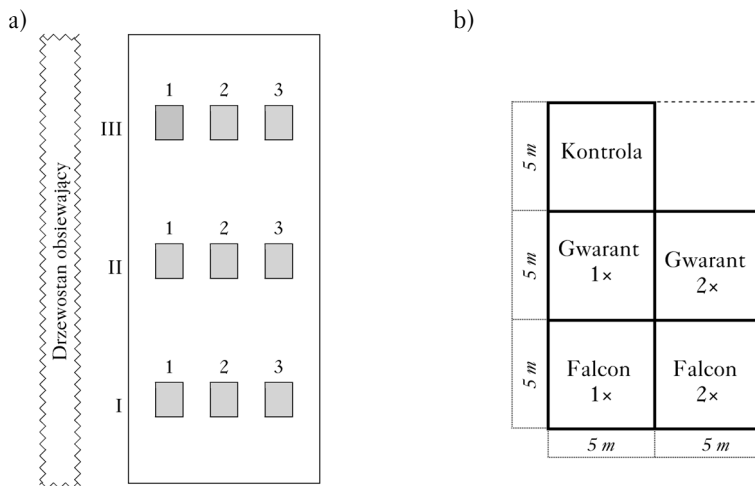 a)
Drzewostan obsiewający
1 2 3
III
1 2 3
II
1 2 3
I
b)
5 m
Kontrola
5 m
Gwarant
1×
Gwarant
2×
5 m
Falcon
1×
Falcon
2×
5 m 5 m